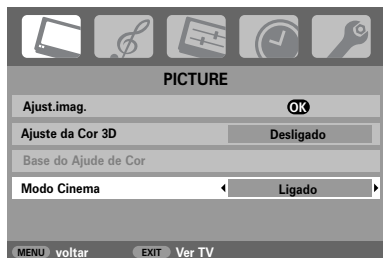 PICTURE
Ajust.imag. OK
Ajuste da Cor 3D Desligado
Base do Ajude de Cor
Modo Cinema Ligado
MENU voltar EXIT Ver TV